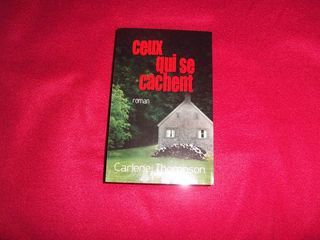 ceux
qui se
cachent
roman
Carlene Thompson